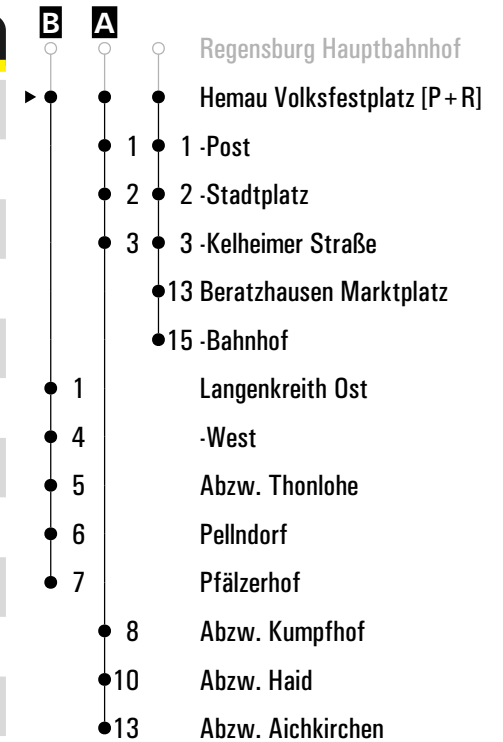 B A
Regensburg Hauptbahnhof
Hemau Volksfestplatz [P+R]
1 1 -Post
2 2 -Stadtplatz
3 3 -Kelheimer Straße
13 Beratzhausen Marktplatz
15 -Bahnhof
1 Langenkreith Ost
4 -West
5 Abzw. Thonlohe
6 Pellndorf
7 Pfälzerhof
8 Abzw. Kumpfhof
10 Abzw. Haid
13 Abzw. Aichkirchen